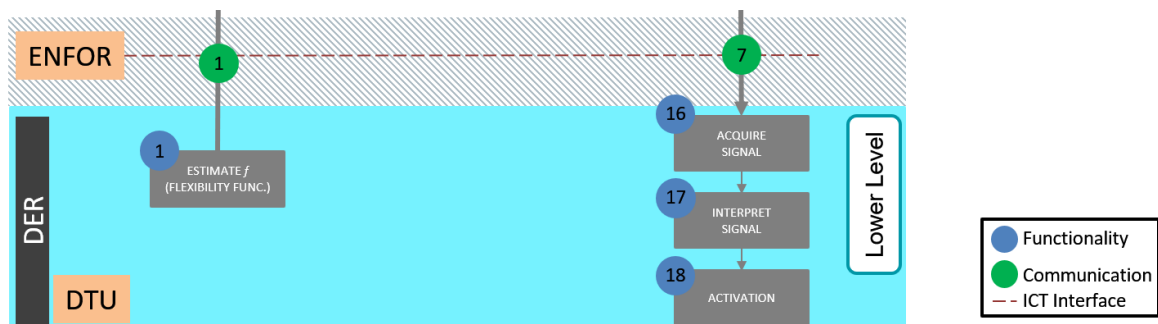 ENFOR
1
7
16
ACQUIRE
SIGNAL
1
ESTIMATE f
(FLEXIBILITY FUNC.)
17
INTERPRET
SIGNAL
18
ACTIVATION
DER
DTU
Lower Level
Functionality
Communication
ICT Interface